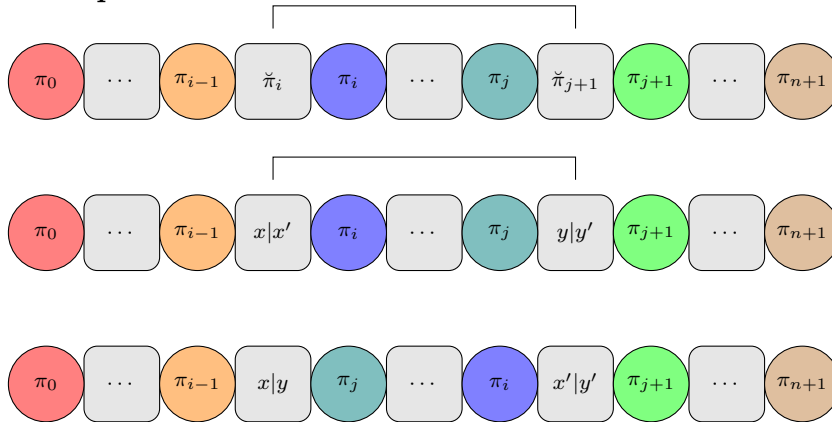 π₀ ⋯ πᵢ₋₁ π̆ᵢ πᵢ ⋯ πⱼ π̆ⱼ₊₁ πⱼ₊₁ ⋯ πₙ₊₁
π₀ ⋯ πᵢ₋₁ x|x′ πᵢ ⋯ πⱼ y|y′ πⱼ₊₁ ⋯ πₙ₊₁
π₀ ⋯ πᵢ₋₁ x|y πⱼ ⋯ πᵢ x′|y′ πⱼ₊₁ ⋯ πₙ₊₁